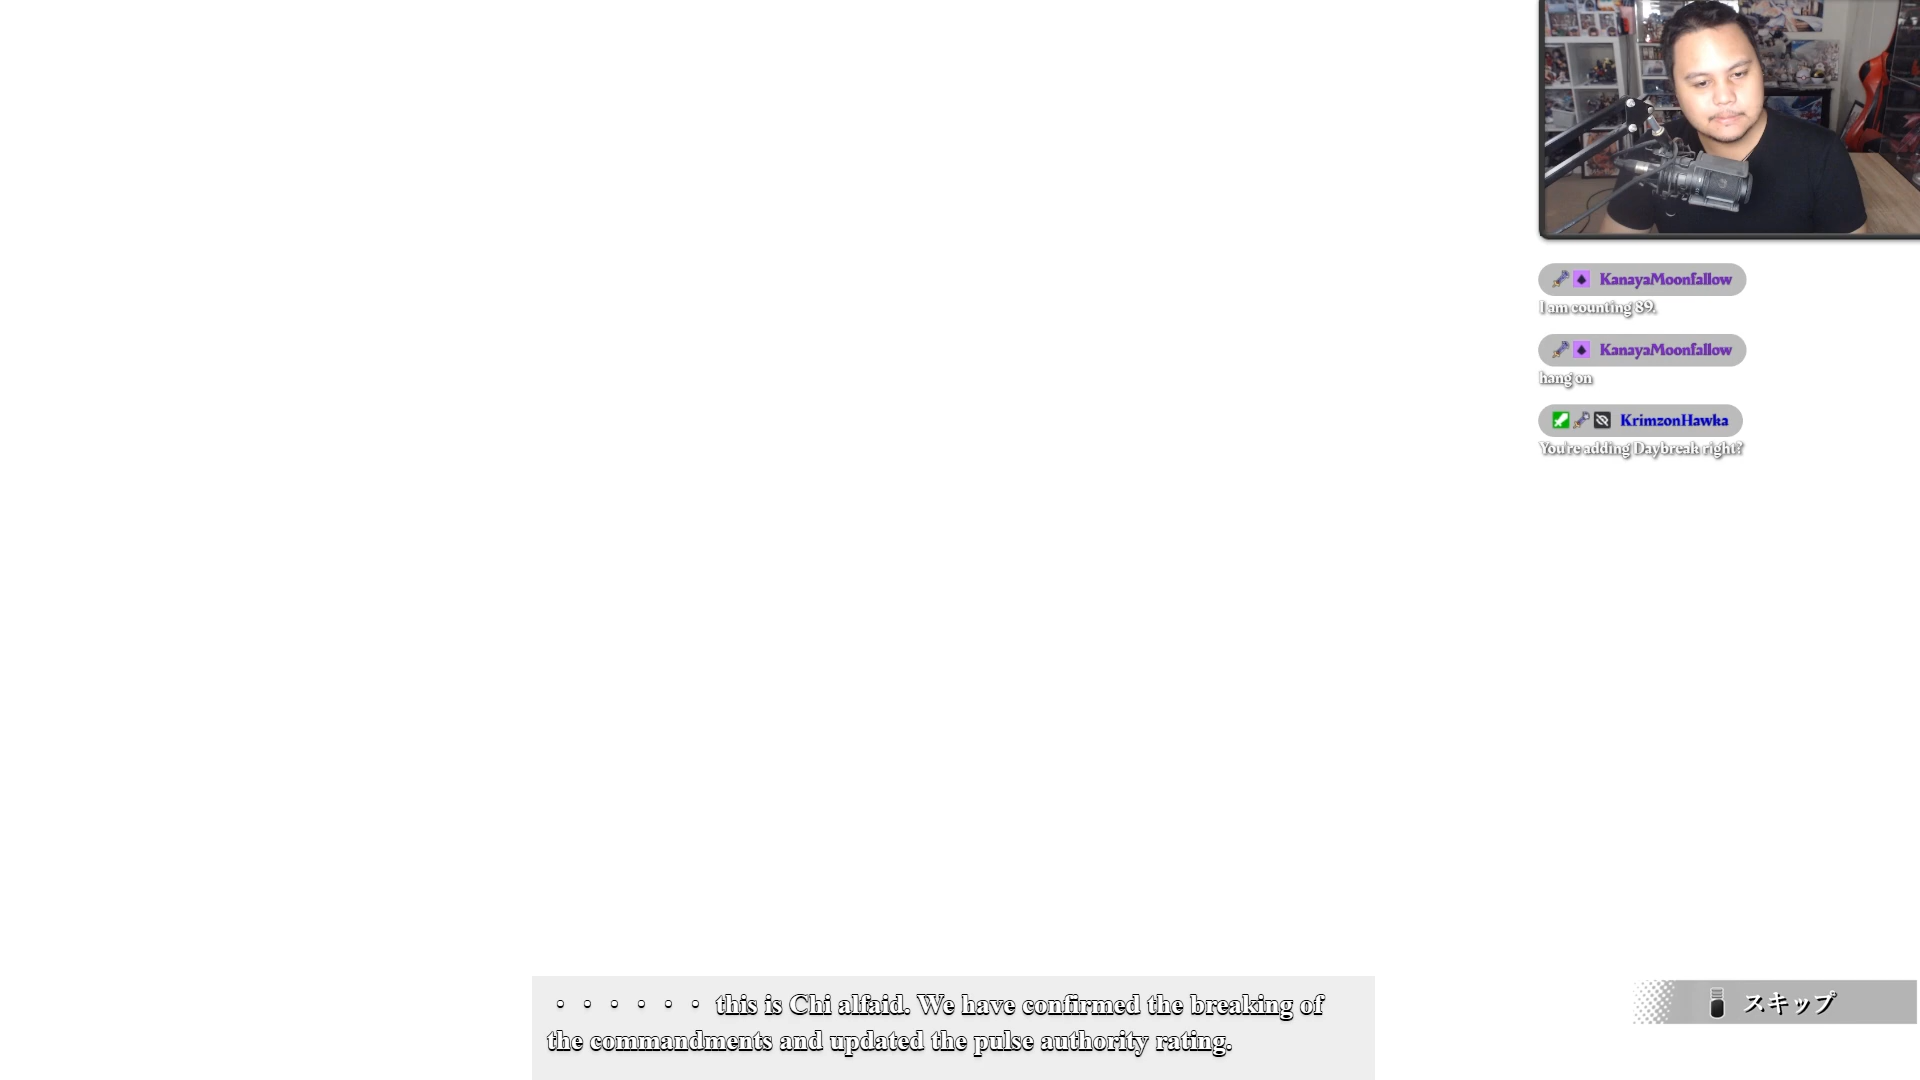 KanayaMoonfallow
I am counting 89.
KanayaMoonfallow
hang on
KrimzonHawka
You're adding Daybreak right?
・・・・・・this is Chi alfaid. We have confirmed the breaking of
the commandments and updated the pulse authority rating.
スキップ